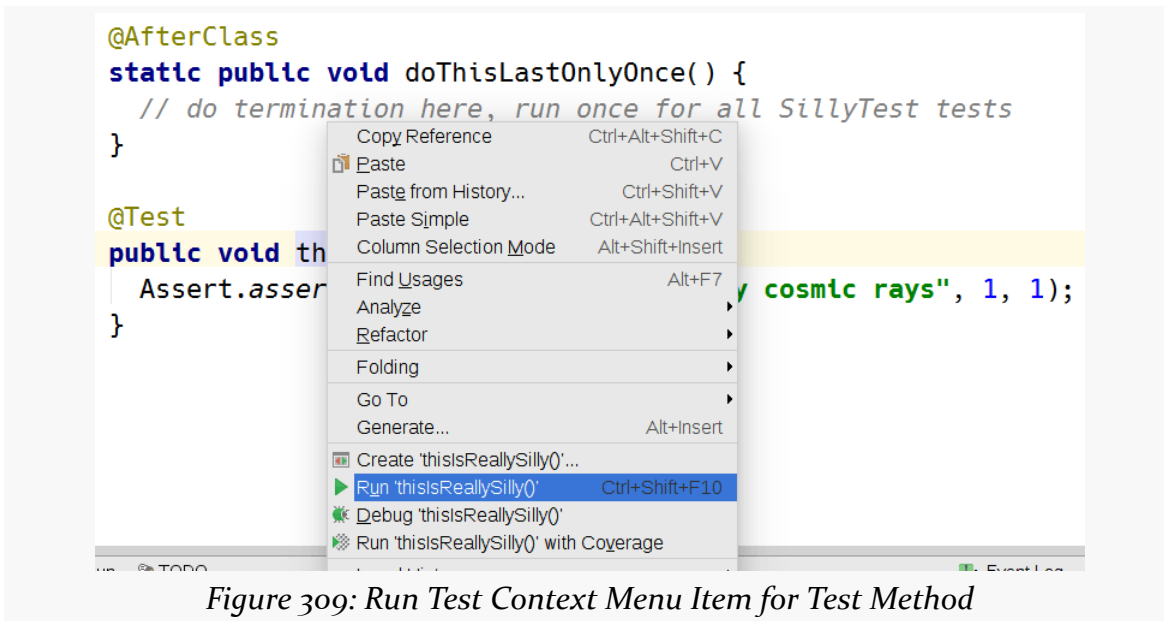 @AfterClass
static public void doThisLastOnlyOnce() {
// do termination here, run once for all SillyTest tests
}
Copy Reference Ctrl+Alt+Shift+C
Paste Ctrl+V
Paste from History... Ctrl+Shift+V
Paste Simple Ctrl+Alt+Shift+V
Column Selection Mode Alt+Shift+Insert
Find Usages Alt+F7
Analyze
Refactor
Folding
Go To
Generate... Alt+Insert
Create 'thisIsReallySilly()'...
Run 'thisIsReallySilly()' Ctrl+Shift+F10
Debug 'thisIsReallySilly()'
Run 'thisIsReallySilly()' with Coverage
@Test
public void th
Assert.asser y cosmic rays", 1, 1);
}
TODO
Event Log
Figure 309: Run Test Context Menu Item for Test Method